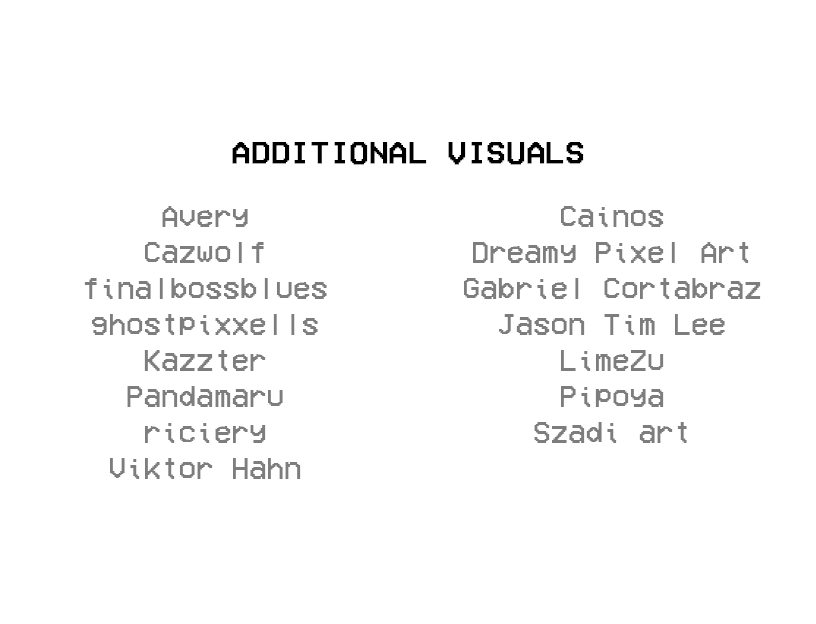 ADDITIONAL VISUALS
Avery
Cazwolf
finalbossblues
ghostpixxells
Kazzter
Pandamaru
riciery
Viktor Hahn
Cainos
Dreamy Pixel Art
Gabriel Cortabraz
Jason Tim Lee
LimeZu
Pipoya
Szadi art